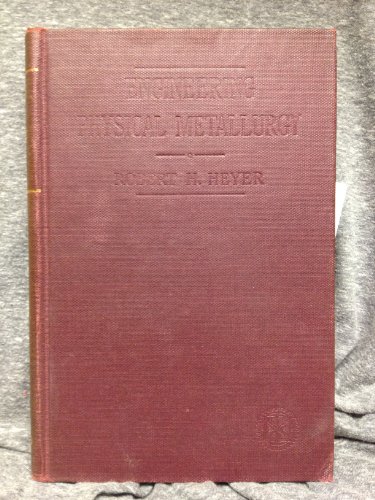 ENGINEERING
PHYSICAL METALLURGY
ROBERT H. HEYER